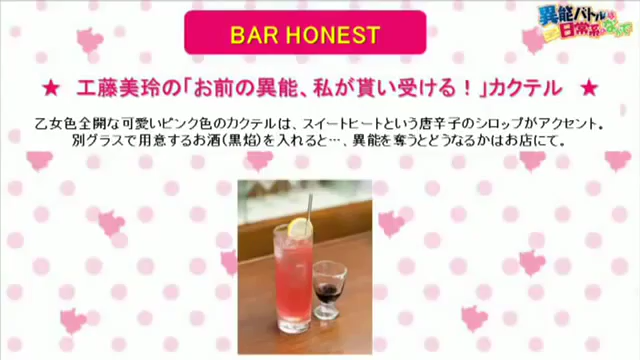 異能バトルは
日常系のなかで
BAR HONEST
★ 工藤美玲の「お前の異能、私が貰い受ける!」カクテル ★
乙女色全開な可愛いピンク色のカクテルは、スイートヒートという唐辛子のシロップがアクセント。
別グラスで用意するお酒(黒焔)を入れると…、異能を奪うとどうなるかはお店にて。